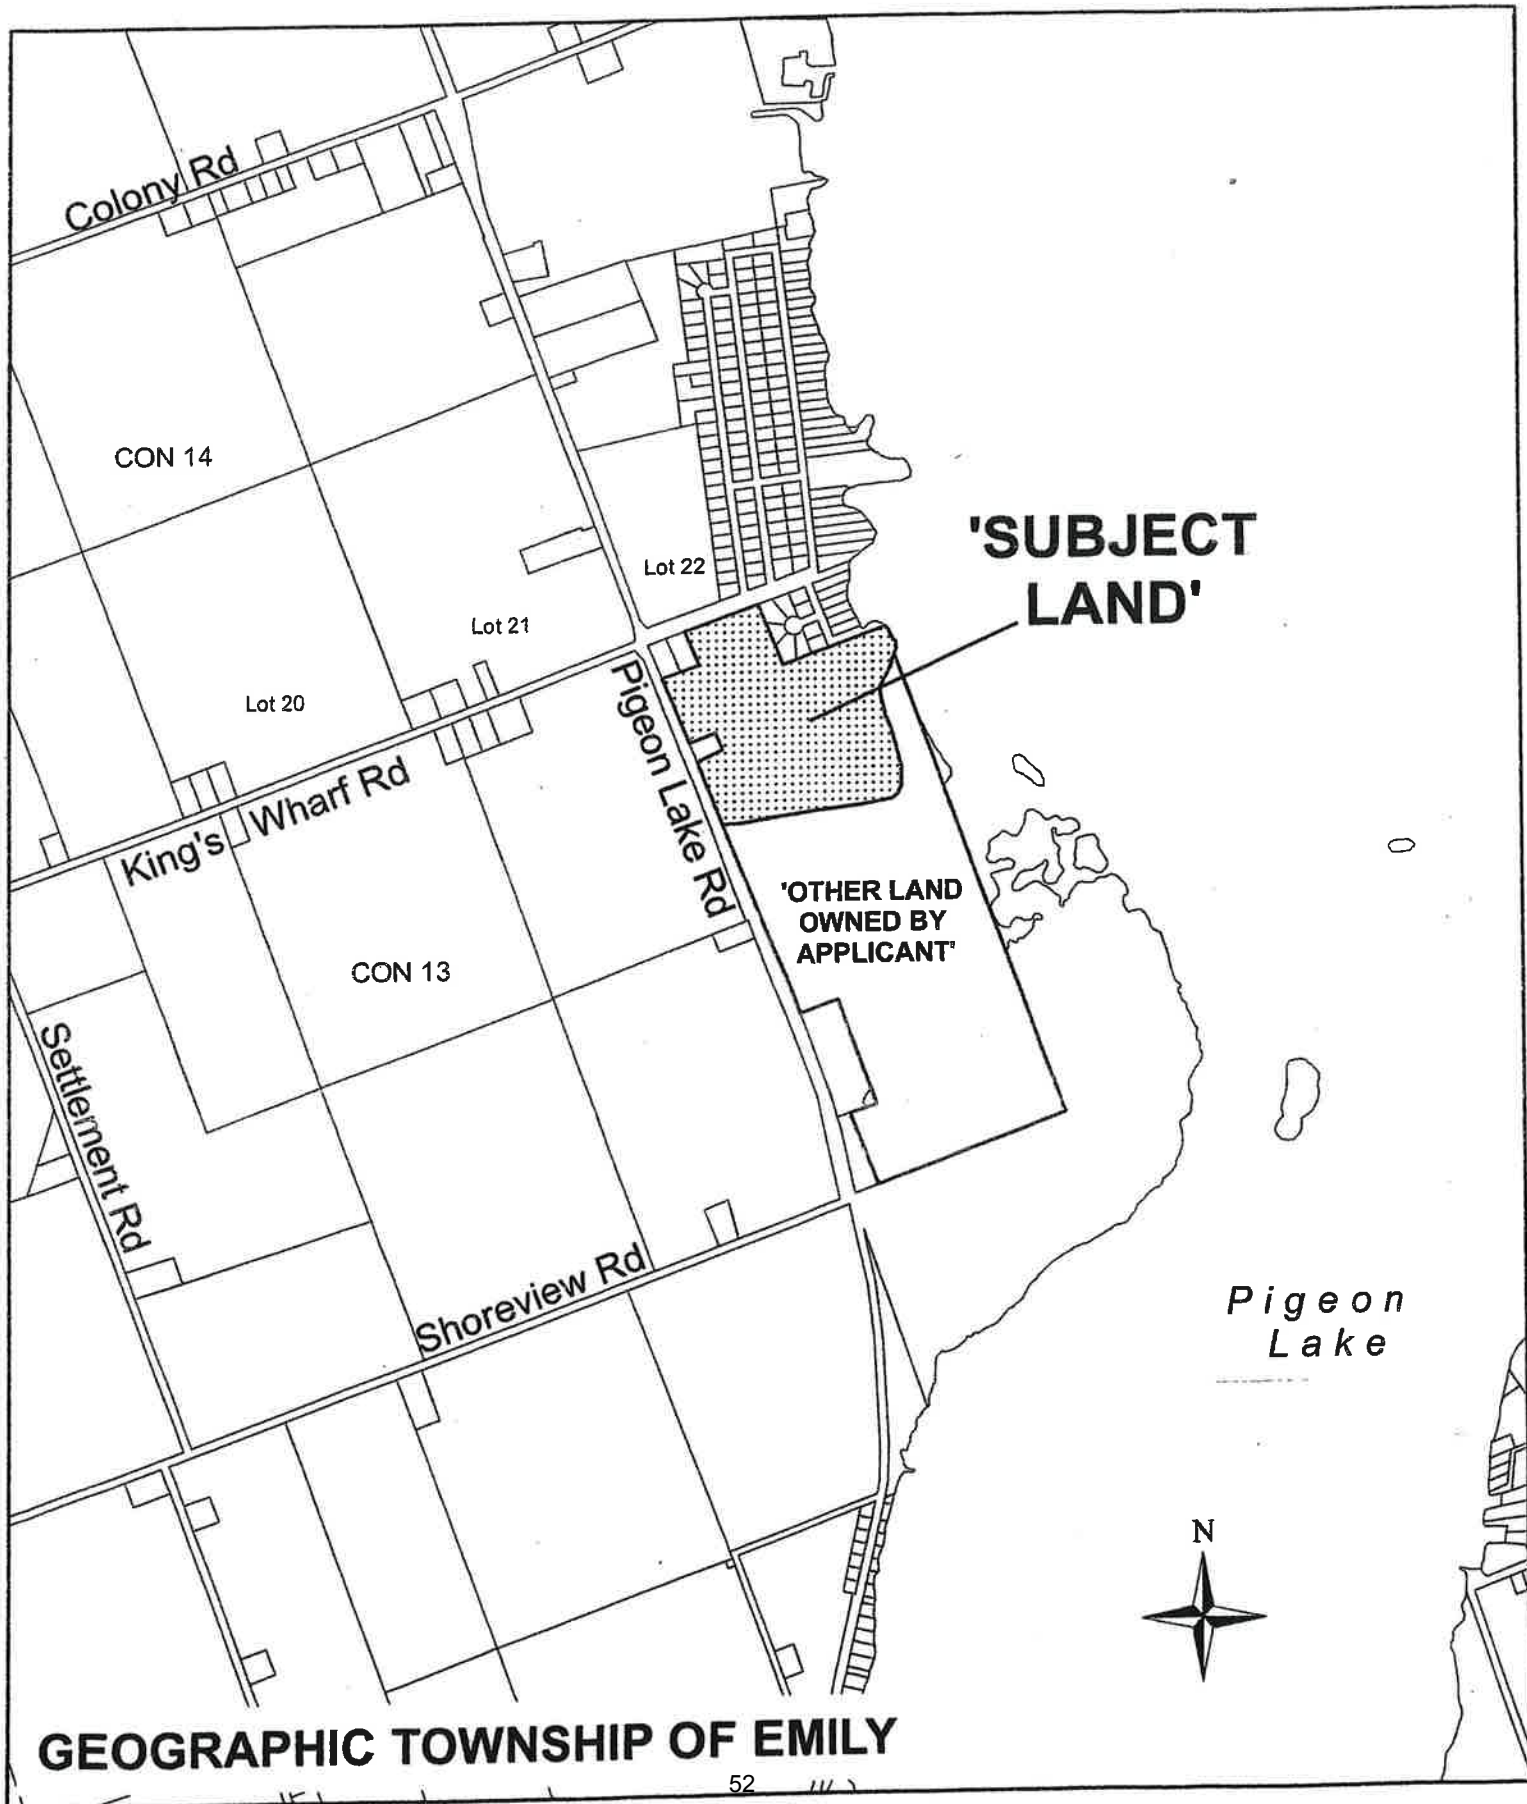 Colony Rd
CON 14
'SUBJECT
LAND'
Lot 22
Lot 21
Lot 20
Pigeon Lake Rd
King's Wharf Rd
'OTHER LAND
OWNED BY
APPLICANT'
CON 13
Settlement Rd
Shoreview Rd
Pigeon
Lake
N
GEOGRAPHIC TOWNSHIP OF EMILY
52